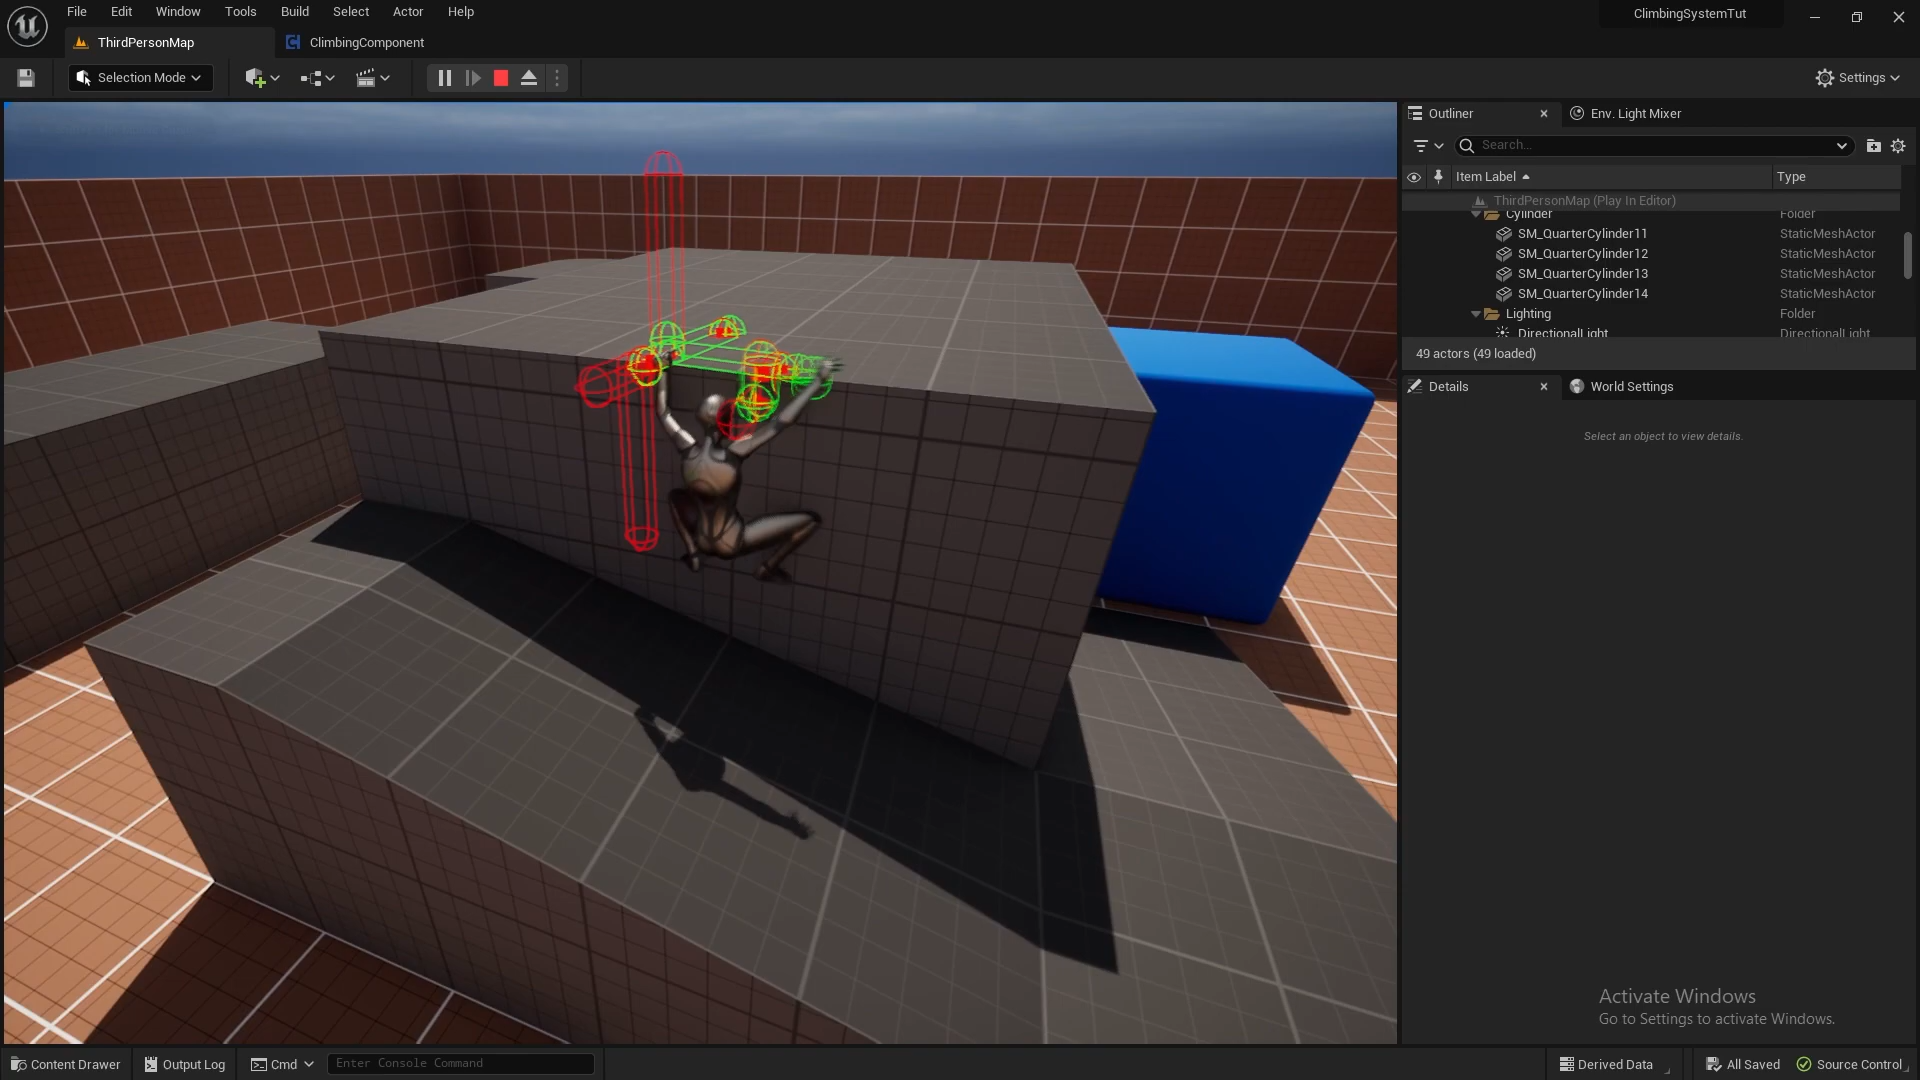 File Edit Window Tools Build Select Actor Help
ClimbingSystemTut
ThirdPersonMap
ClimbingComponent
Selection Mode
Settings
Outliner
Env. Light Mixer
Search...
Item Label
Type
ThirdPersonMap (Play In Editor)
Cylinder Folder
SM_QuarterCylinder11 StaticMeshActor
SM_QuarterCylinder12 StaticMeshActor
SM_QuarterCylinder13 StaticMeshActor
SM_QuarterCylinder14 StaticMeshActor
Lighting Folder
DirectionalLight DirectionalLight
49 actors (49 loaded)
Details
World Settings
Select an object to view details.
Activate Windows
Go to Settings to activate Windows.
Content Drawer
Output Log
Cmd
Enter Console Command
Derived Data
All Saved
Source Control